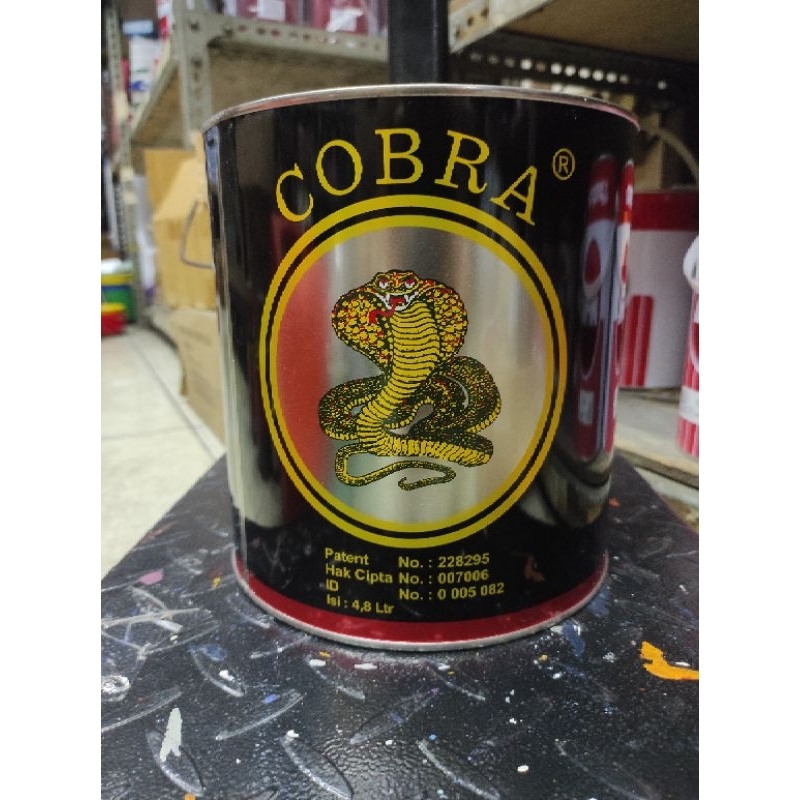 COBRA®
Patent No. : 228295
Hak Cipta No. : 007006
ID No. : 0 005 082
Isi : 4,8 Ltr